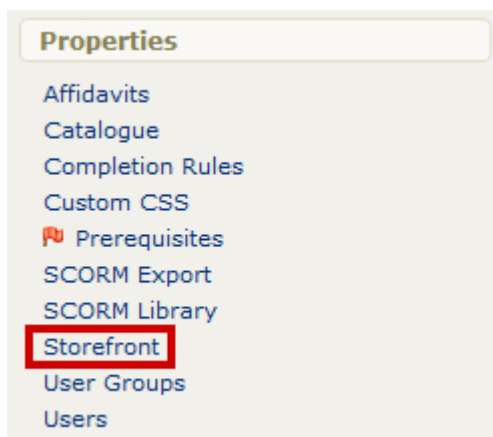 Properties
Affidavits
Catalogue
Completion Rules
Custom CSS
Prerequisites
SCORM Export
SCORM Library
Storefront
User Groups
Users